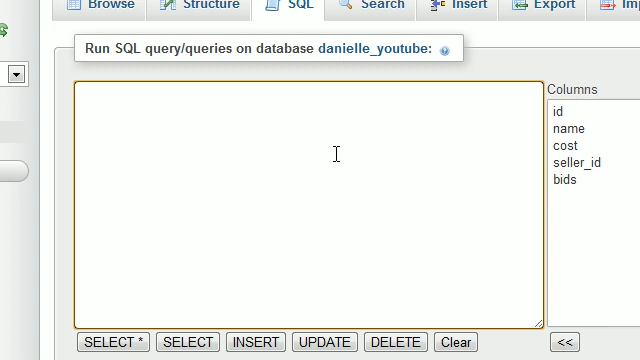 Browse Structure SQL Search Insert Export Imp
Run SQL query/queries on database danielle_youtube:
Columns
id
name
cost
seller_id
bids
SELECT * SELECT INSERT UPDATE DELETE Clear <<